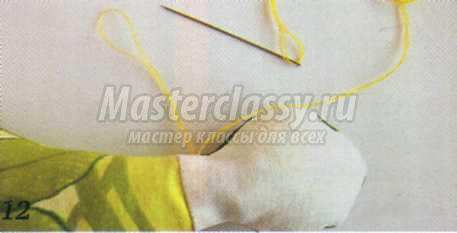 Masterclassy.ru
Мастер классы для всех
12